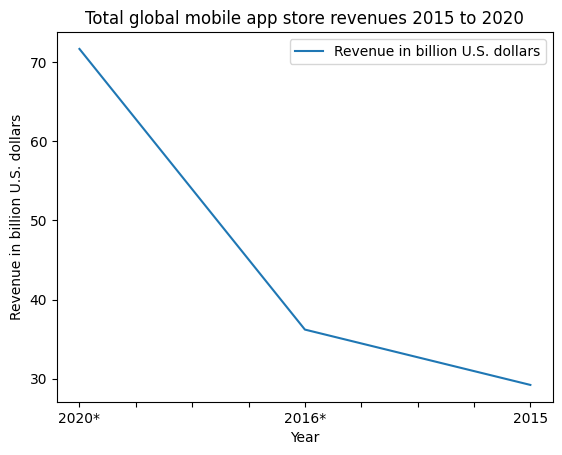 Total global mobile app store revenues 2015 to 2020
Revenue in billion U.S. dollars
Revenue in billion U.S. dollars
70
60
50
40
30
2020*
2016*
2015
Year